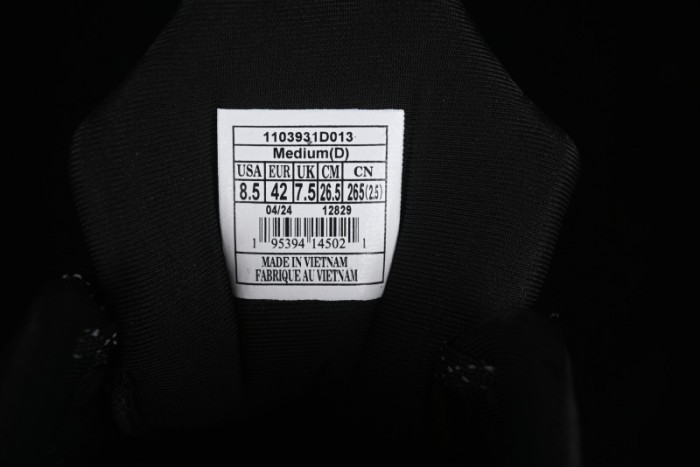 1103931D013
Medium(D)
USA EUR UK CM CN
8.5 42 7.5 26.5 265(2.5)
04/24 12829
1 95394 14502 1
MADE IN VIETNAM
FABRIQUE AU VIETNAM